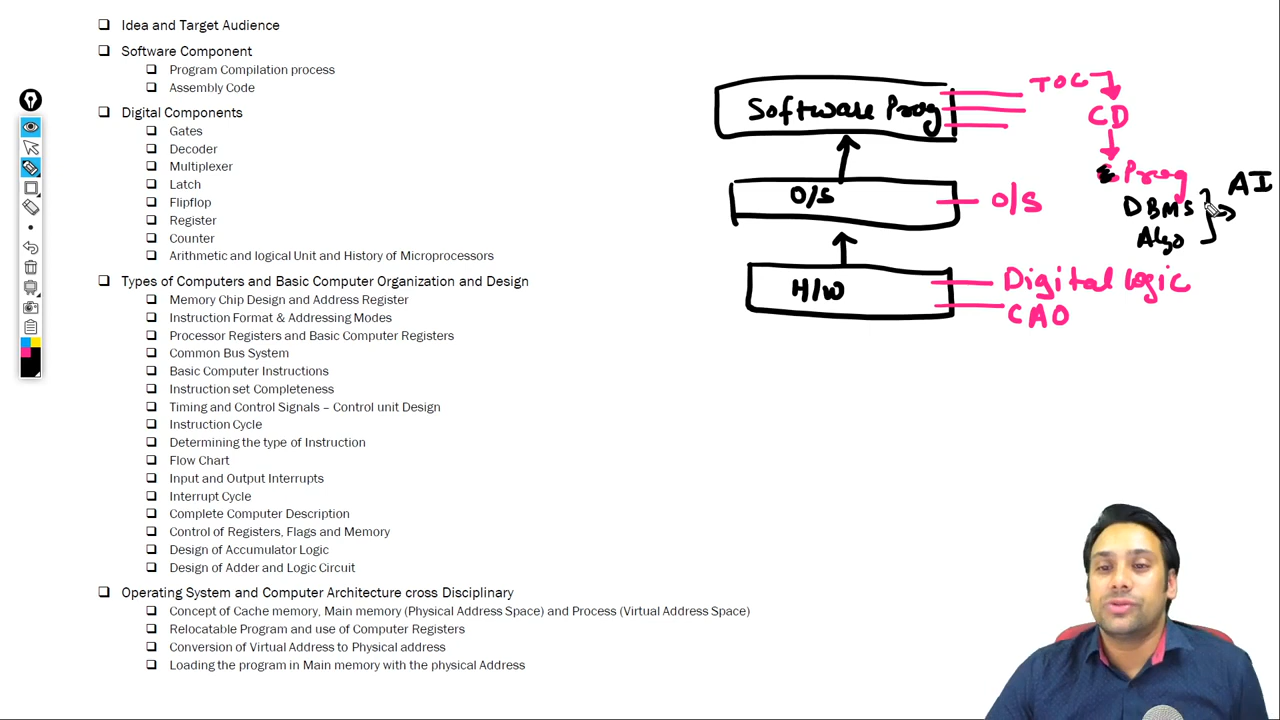 Idea and Target Audience
Software Component
Program Compilation process
Assembly Code
Digital Components
Gates
Decoder
Multiplexer
Latch
Flipflop
Register
Counter
Arithmetic and logical Unit and History of Microprocessors
Types of Computers and Basic Computer Organization and Design
Memory Chip Design and Address Register
Instruction Format & Addressing Modes
Processor Registers and Basic Computer Registers
Common Bus System
Basic Computer Instructions
Instruction set Completeness
Timing and Control Signals – Control unit Design
Instruction Cycle
Determining the type of Instruction
Flow Chart
Input and Output Interrupts
Interrupt Cycle
Complete Computer Description
Control of Registers, Flags and Memory
Design of Accumulator Logic
Design of Adder and Logic Circuit
Operating System and Computer Architecture cross Disciplinary
Concept of Cache memory, Main memory (Physical Address Space) and Process (Virtual Address Space)
Relocatable Program and use of Computer Registers
Conversion of Virtual Address to Physical address
Loading the program in Main memory with the physical Address
Software Prog
TOC
CD
Prog
DBMS
Algo
AI
O/S
O/S
H/W
Digital Logic
CAO